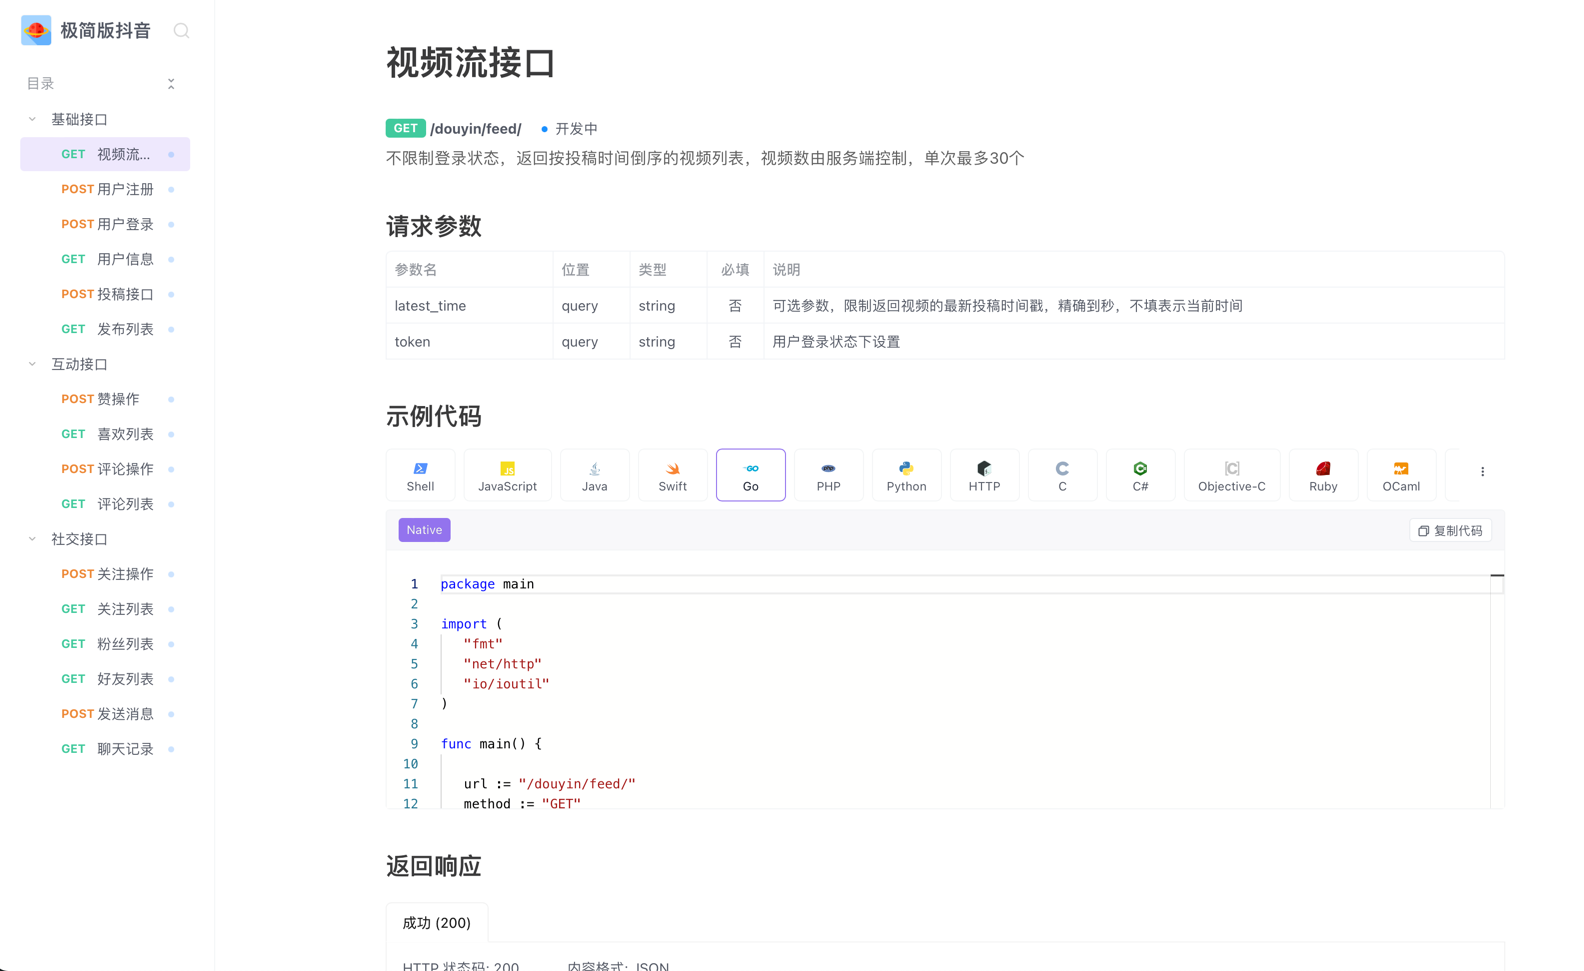 极简版抖音
目录
基础接口
GET 视频流...
POST 用户注册
POST 用户登录
GET 用户信息
POST 投稿接口
GET 发布列表
互动接口
POST 赞操作
GET 喜欢列表
POST 评论操作
GET 评论列表
社交接口
POST 关注操作
GET 关注列表
GET 粉丝列表
GET 好友列表
POST 发送消息
GET 聊天记录
视频流接口
GET /douyin/feed/ 开发中
不限制登录状态，返回按投稿时间倒序的视频列表，视频数由服务端控制，单次最多30个
请求参数
参数名 位置 类型 必填 说明
latest_time query string 否 可选参数，限制返回视频的最新投稿时间戳，精确到秒，不填表示当前时间
token query string 否 用户登录状态下设置
示例代码
Shell JavaScript Java Swift Go PHP Python HTTP C C# Objective-C Ruby OCaml
Native 复制代码
1 package main
2
3 import (
4 "fmt"
5 "net/http"
6 "io/ioutil"
7 )
8
9 func main() {
10
11 url := "/douyin/feed/"
12 method := "GET"
返回响应
成功 (200)
HTTP 状态码: 200 内容格式: JSON